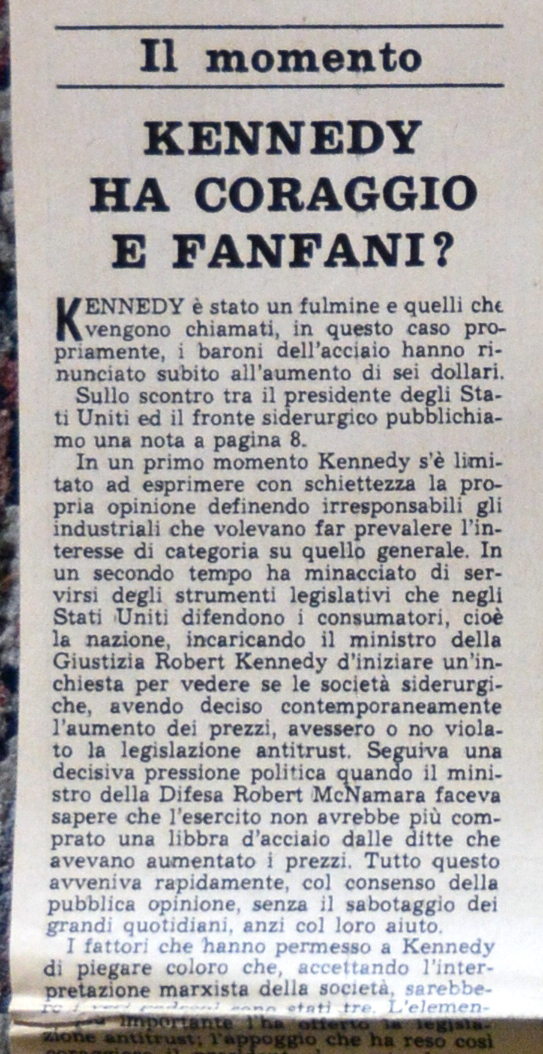 Il momento
KENNEDY
HA CORAGGIO
E FANFANI?
KENNEDY è stato un fulmine e quelli che
vengono chiamati, in questo caso pro-
priamente, i baroni dell'acciaio hanno ri-
nunciato subito all'aumento di sei dollari.
Sullo scontro tra il presidente degli Sta-
ti Uniti ed il fronte siderurgico pubblichia-
mo una nota a pagina 8.
In un primo momento Kennedy s'è limi-
tato ad esprimere con schiettezza la pro-
pria opinione definendo irresponsabili gli
industriali che volevano far prevalere l'in-
teresse di categoria su quello generale. In
un secondo tempo ha minacciato di ser-
virsi degli strumenti legislativi che negli
Stati Uniti difendono i consumatori, cioè
la nazione, incaricando il ministro della
Giustizia Robert Kennedy d'iniziare un'in-
chiesta per vedere se le società siderurgi-
che, avendo deciso contemporaneamente
l'aumento dei prezzi, avessero o no viola-
to la legislazione antitrust. Seguiva una
decisiva pressione politica quando il mini-
stro della Difesa Robert McNamara faceva
sapere che l'esercito non avrebbe più com-
prato una libbra d'acciaio dalle ditte che
avevano aumentato i prezzi. Tutto questo
avveniva rapidamente, col consenso della
pubblica opinione, senza il sabotaggio dei
grandi quotidiani, anzi col loro aiuto.
I fattori che hanno permesso a Kennedy
di piegare coloro che, accettando l'inter-
pretazione marxista della società, sarebbe-
ro i veri padroni sono stati tre. L'elemen-
più importante l'ha offerto la legisla-
zione antitrust; l'appoggio che ha reso così